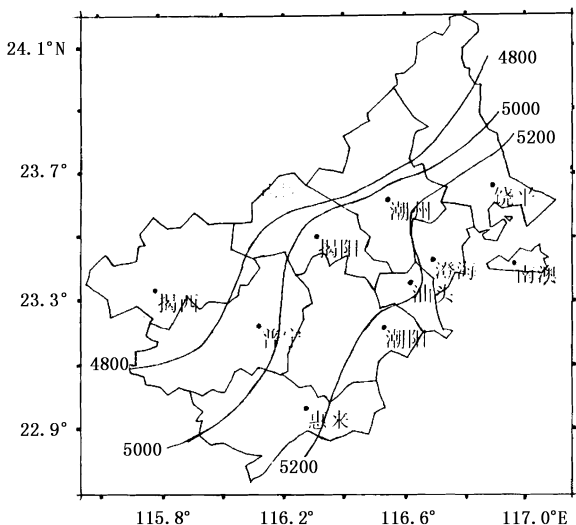 24.1°N
4800
5000
5200
23.7°
饶平
潮州
揭阳
澄海
南澳
23.3°
揭西
汕头
普宁
潮阳
4800
22.9°
惠来
5000
5200
115.8°
116.2°
116.6°
117.0°E